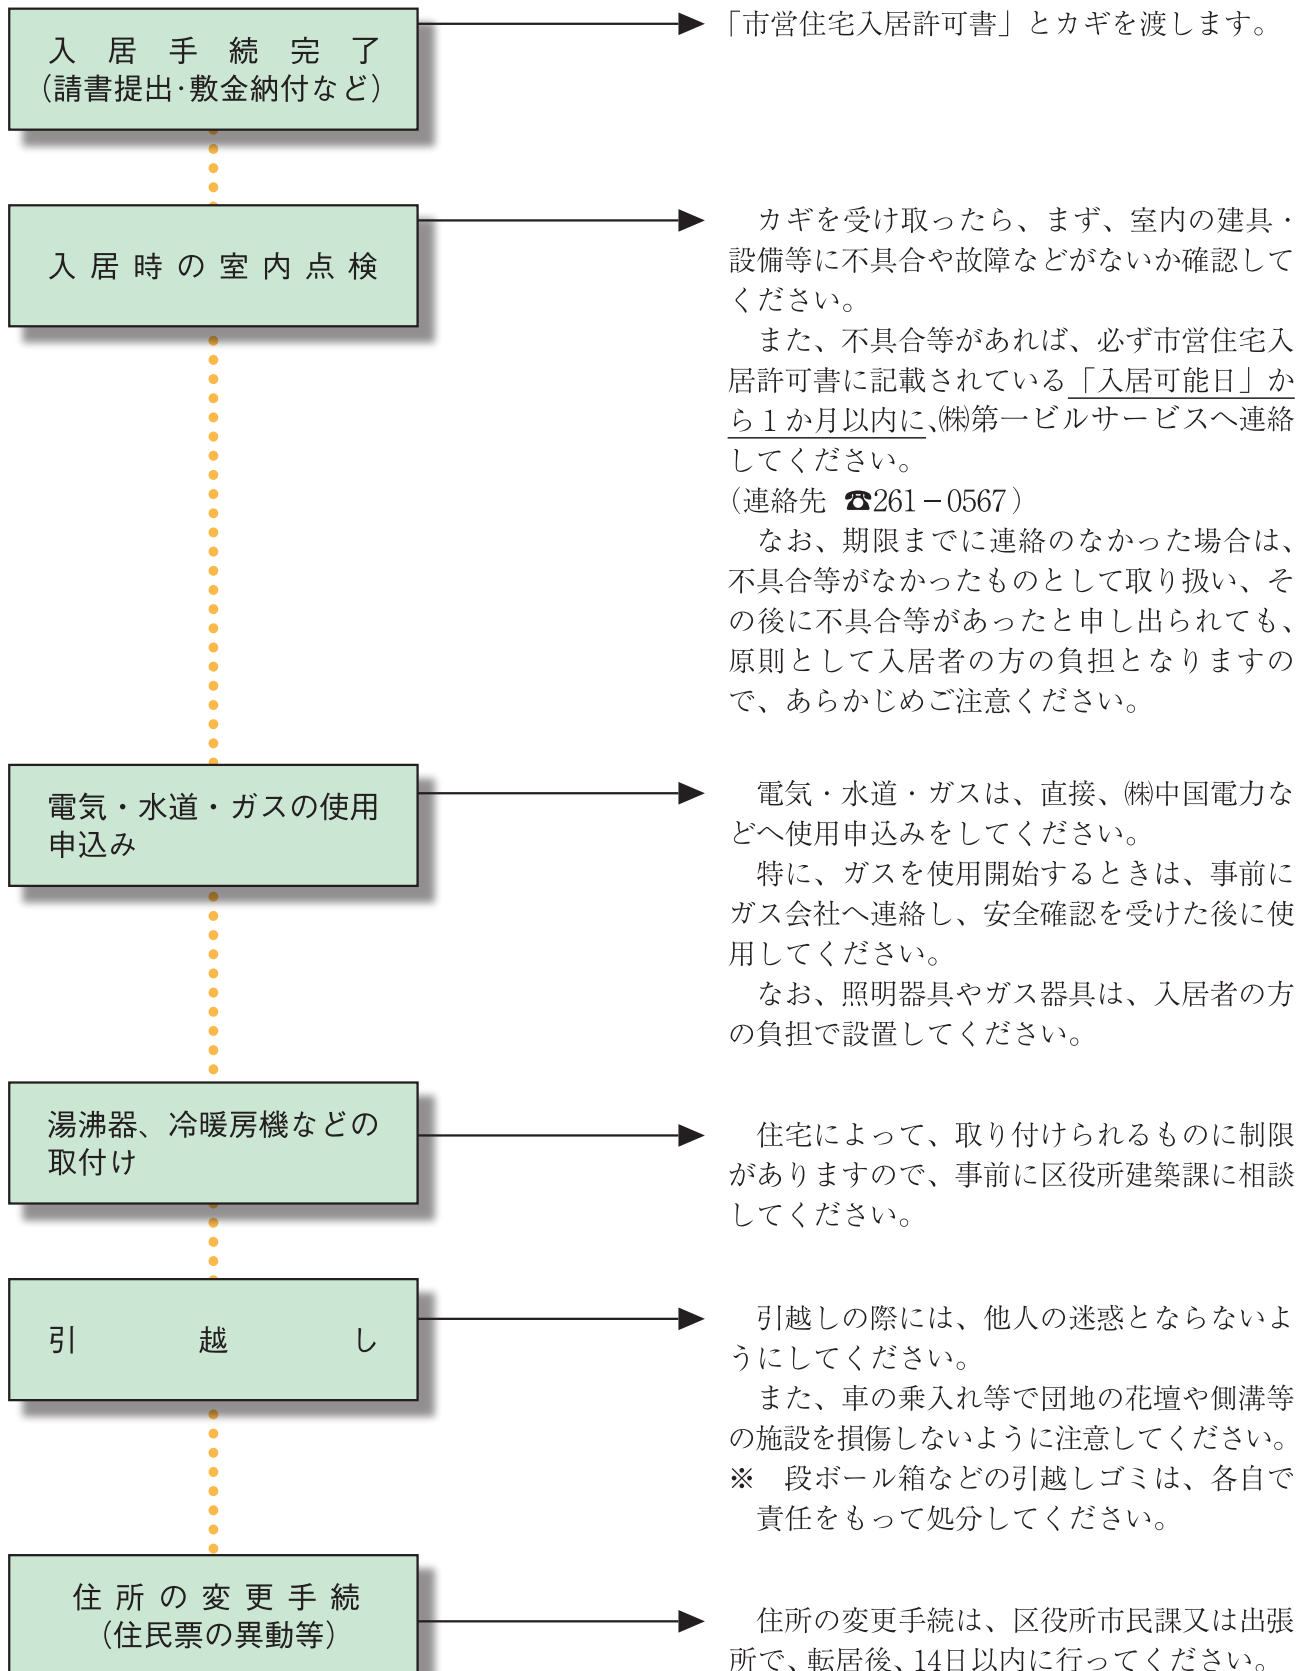 入居手続完了
(請書提出・敷金納付など)
「市営住宅入居許可書」とカギを渡します。
入居時の室内点検
カギを受け取ったら、まず、室内の建具・
設備等に不具合や故障などがないか確認して
ください。
また、不具合等があれば、必ず市営住宅入
居許可書に記載されている「入居可能日」か
ら1か月以内に、㈱第一ビルサービスへ連絡
してください。
(連絡先 ☎261－0567)
なお、期限までに連絡のなかった場合は、
不具合等がなかったものとして取り扱い、そ
の後に不具合等があったと申し出られても、
原則として入居者の方の負担となりますの
で、あらかじめご注意ください。
電気・水道・ガスの使用
申込み
電気・水道・ガスは、直接、㈱中国電力な
どへ使用申込みをしてください。
特に、ガスを使用開始するときは、事前に
ガス会社へ連絡し、安全確認を受けた後に使
用してください。
なお、照明器具やガス器具は、入居者の方
の負担で設置してください。
湯沸器、冷暖房機などの
取付け
住宅によって、取り付けられるものに制限
がありますので、事前に区役所建築課に相談
してください。
引越し
引越しの際には、他人の迷惑とならないよ
うにしてください。
また、車の乗入れ等で団地の花壇や側溝等
の施設を損傷しないように注意してください。
※　段ボール箱などの引越しゴミは、各自で
責任をもって処分してください。
住所の変更手続
(住民票の異動等)
住所の変更手続は、区役所市民課又は出張
所で、転居後、14日以内に行ってください。